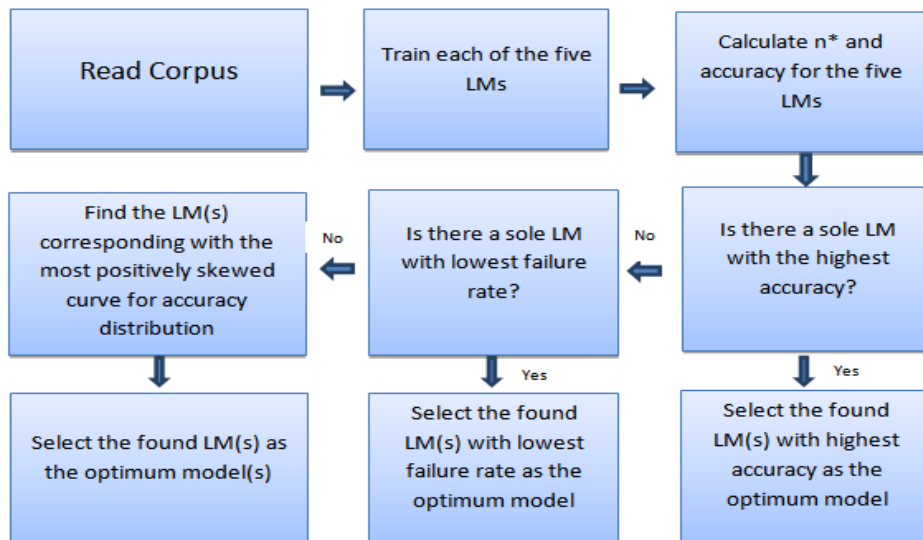 Read Corpus
Train each of the five
LMs
Calculate n* and
accuracy for the five
LMs
Is there a sole LM
with the highest
accuracy?
No
Is there a sole LM
with lowest failure
rate?
No
Find the LM(s)
corresponding with the
most positively skewed
curve for accuracy
distribution
Yes
Yes
Select the found LM(s) as
the optimum model(s)
Select the found
LM(s) with lowest
failure rate as the
optimum model
Select the found
LM(s) with highest
accuracy as the
optimum model